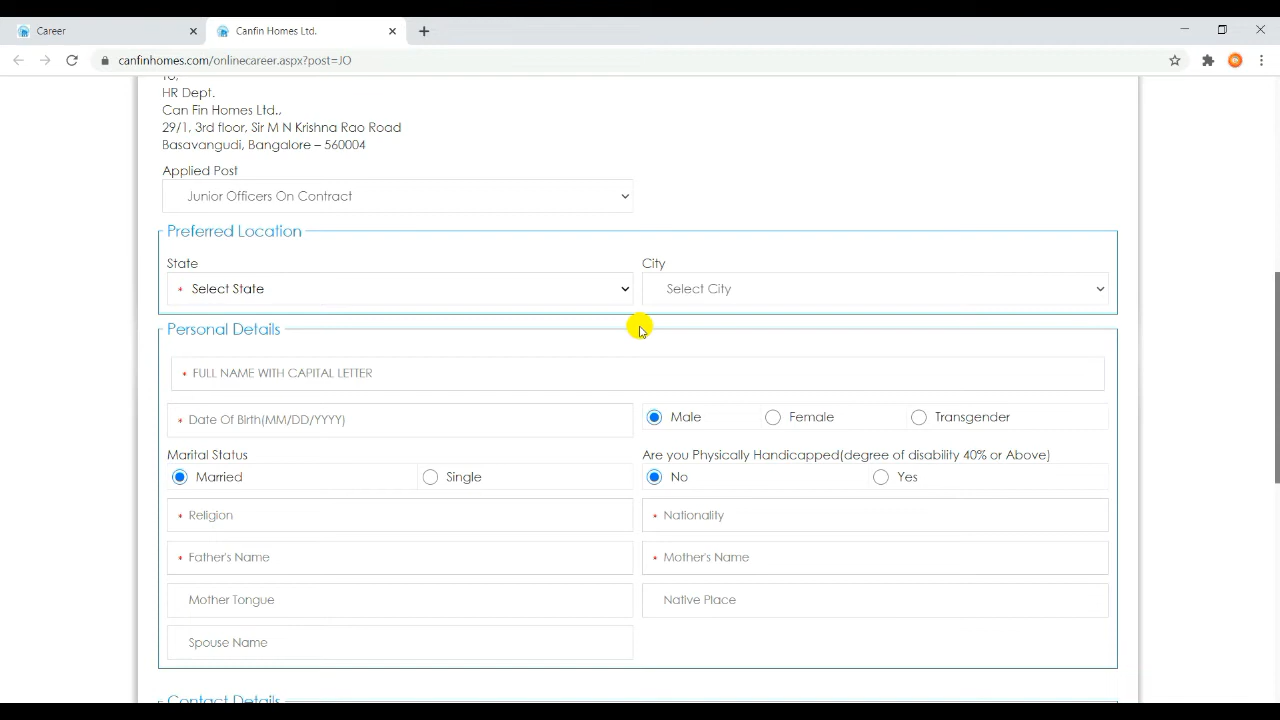 Career
Canfin Homes Ltd.
canfinhomes.com/onlinecareer.aspx?post=JO
To,
HR Dept.
Can Fin Homes Ltd.,
29/1, 3rd floor, Sir M N Krishna Rao Road
Basavangudi, Bangalore – 560004
Applied Post
Junior Officers On Contract
Preferred Location
State City
* Select State Select City
Personal Details
* FULL NAME WITH CAPITAL LETTER
* Date Of Birth(MM/DD/YYYY) Male Female Transgender
Marital Status Are you Physically Handicapped(degree of disability 40% or Above)
Married Single No Yes
* Religion * Nationality
* Father's Name * Mother's Name
Mother Tongue Native Place
Spouse Name
Contact Details